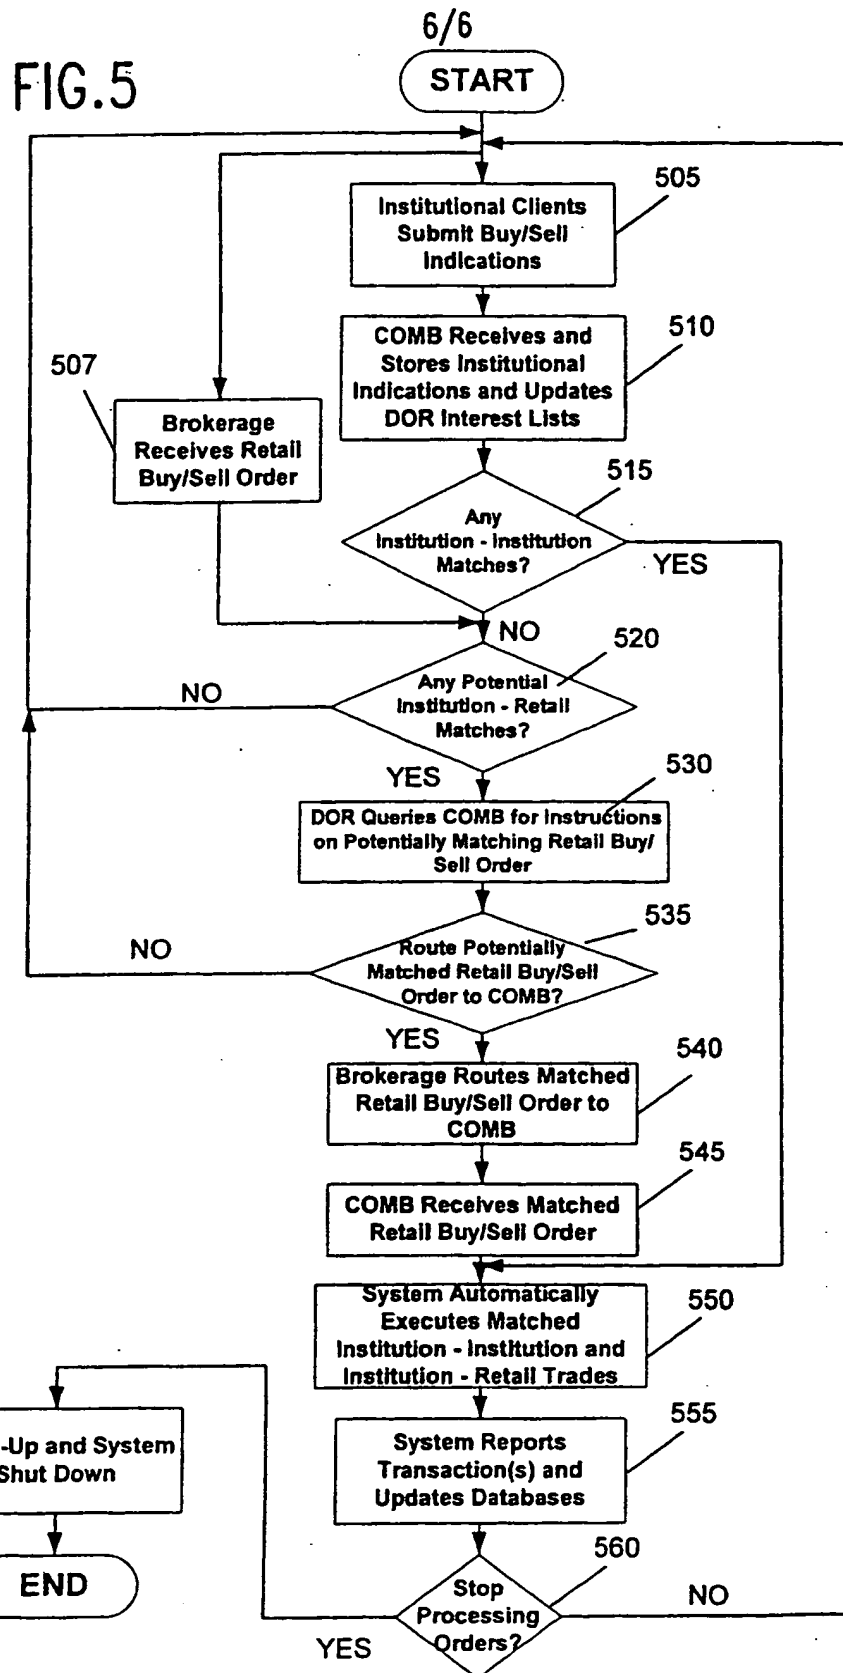 6/6
FIG.5
START
505
Institutional Clients
Submit Buy/Sell
Indications
510
COMB Receives and
Stores Institutional
Indications and Updates
DOR Interest Lists
507
Brokerage
Receives Retail
Buy/Sell Order
515
Any
Institution - Institution
Matches?
YES
NO
520
Any Potential
Institution - Retail
Matches?
NO
YES
530
DOR Queries COMB for Instructions
on Potentially Matching Retail Buy/
Sell Order
535
Route Potentially
Matched Retail Buy/Sell
Order to COMB?
NO
YES
540
Brokerage Routes Matched
Retail Buy/Sell Order to
COMB
545
COMB Receives Matched
Retail Buy/Sell Order
System Automatically
Executes Matched
Institution - Institution and
Institution - Retail Trades
550
555
System Reports
Transaction(s) and
Updates Databases
-Up and System
Shut Down
END
560
Stop
Processing
Orders?
NO
YES